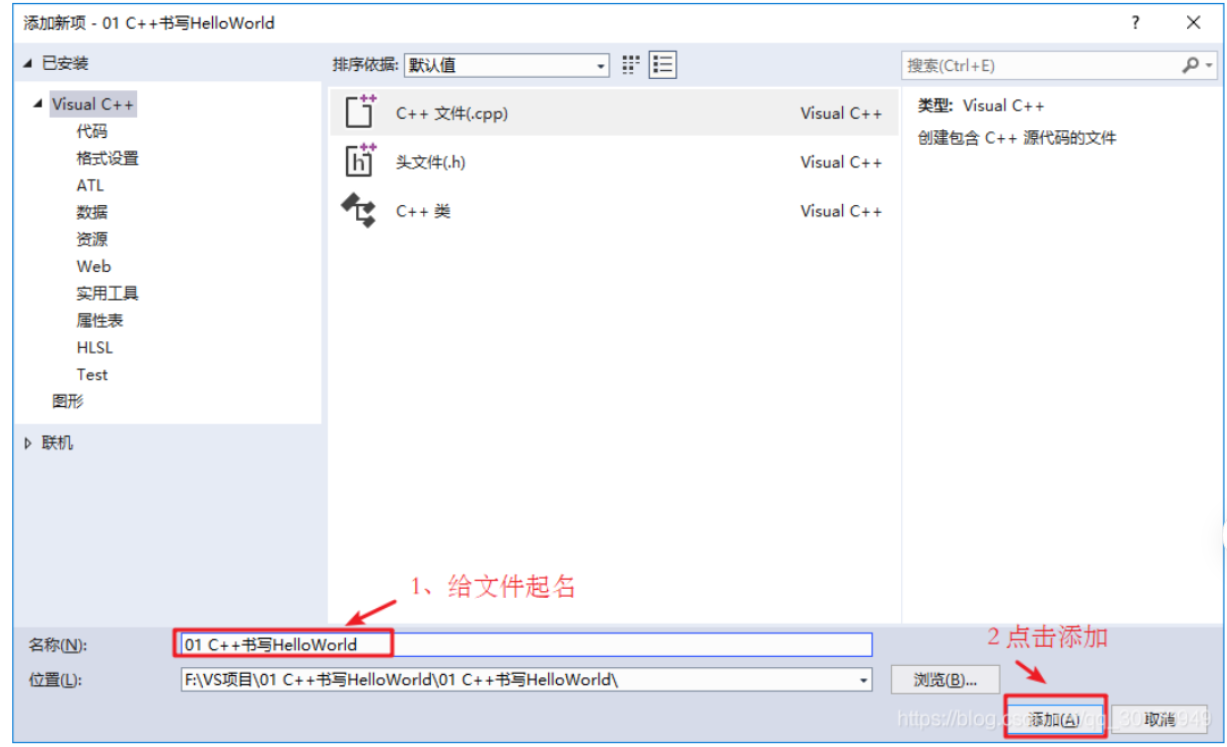 添加新项 - 01 C++书写HelloWorld ? ×
已安装
排序依据: 默认值
搜索(Ctrl+E)
Visual C++
代码
格式设置
ATL
数据
资源
Web
实用工具
属性表
HLSL
Test
图形
联机
C++ 文件(.cpp) Visual C++
头文件(.h) Visual C++
C++ 类 Visual C++
类型: Visual C++
创建包含 C++ 源代码的文件
1、给文件起名
名称(N): 01 C++书写HelloWorld
2 点击添加
位置(L): F:\VS项目\01 C++书写HelloWorld\01 C++书写HelloWorld\
浏览(B)...
添加(A) 取消